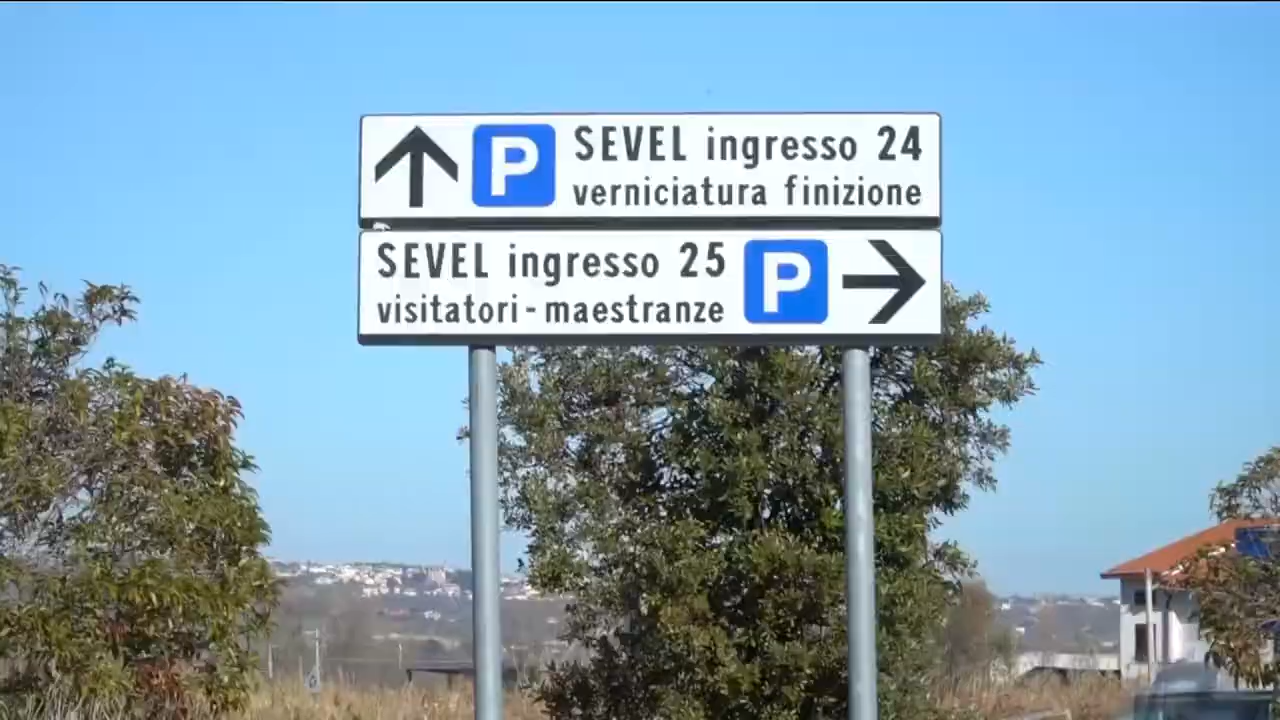 P SEVEL ingresso 24
verniciatura finizione
SEVEL ingresso 25 P
visitatori - maestranze